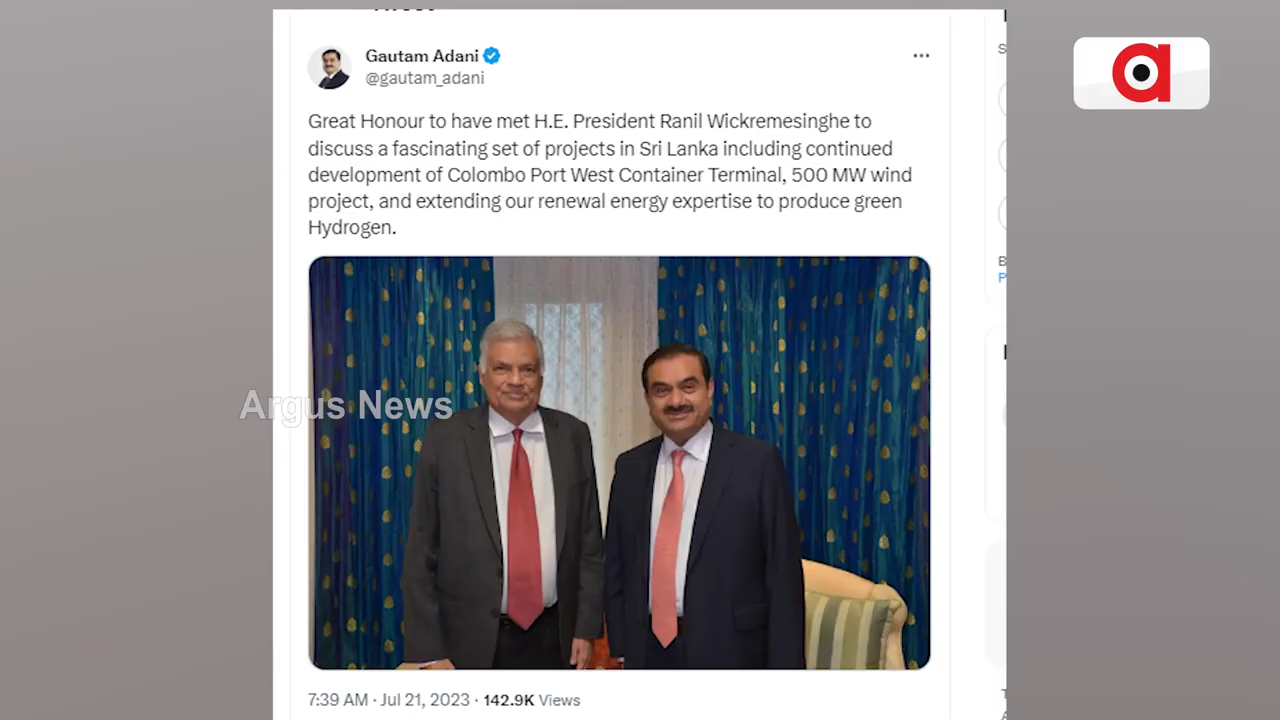 Gautam Adani
@gautam_adani
Great Honour to have met H.E. President Ranil Wickremesinghe to
discuss a fascinating set of projects in Sri Lanka including continued
development of Colombo Port West Container Terminal, 500 MW wind
project, and extending our renewal energy expertise to produce green
Hydrogen.
Argus News
7:39 AM · Jul 21, 2023 · 142.9K Views